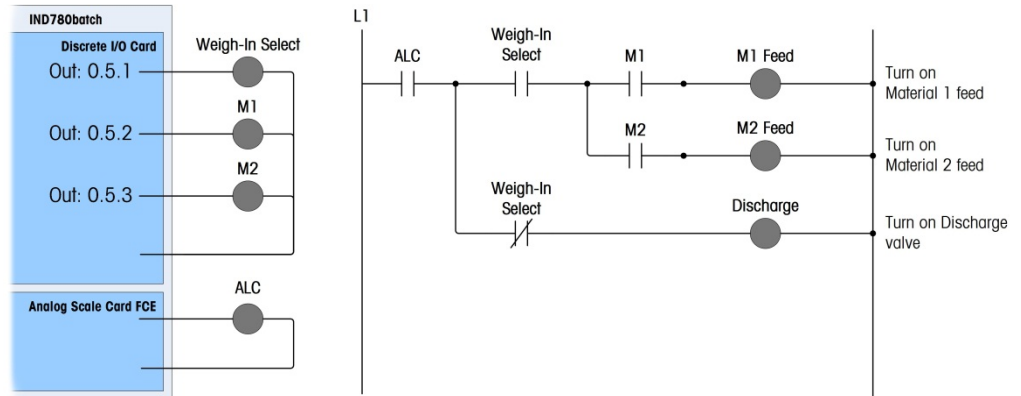 IND780batch
Discrete I/O Card
Out: 0.5.1
Out: 0.5.2
Out: 0.5.3
Weigh-In Select
M1
M2
Analog Scale Card FCE
ALC
L1
ALC
Weigh-In
Select
M1
M1 Feed
Turn on
Material 1 feed
M2
M2 Feed
Turn on
Material 2 feed
Weigh-In
Select
Discharge
Turn on Discharge
valve